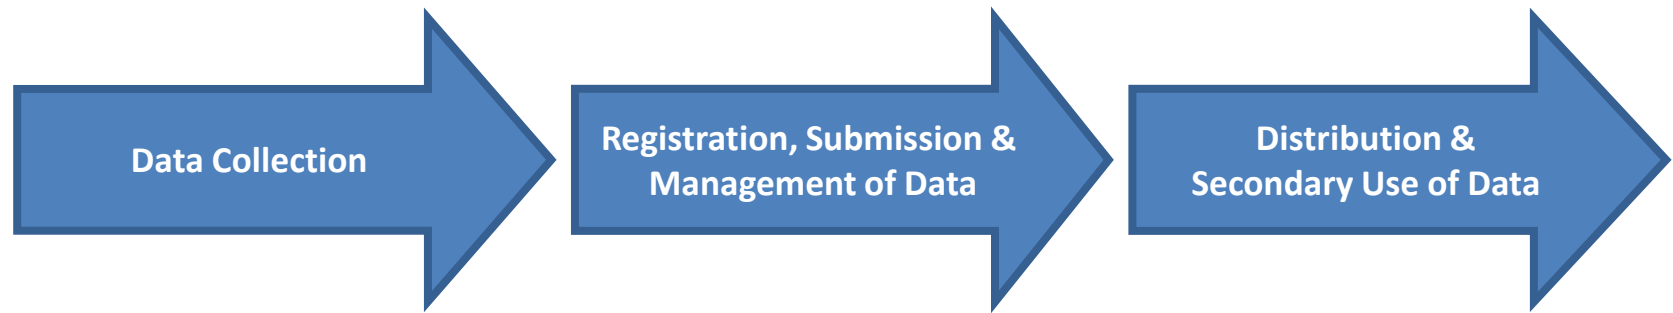 Data Collection
Registration, Submission &
Management of Data
Distribution &
Secondary Use of Data